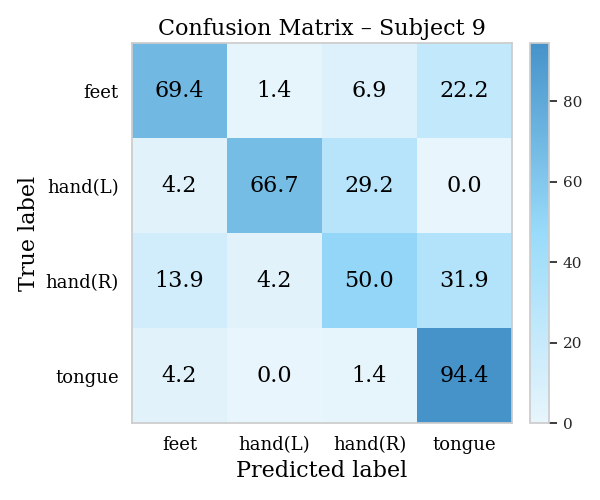 Confusion Matrix – Subject 9
feet 69.4 1.4 6.9 22.2
hand(L) 4.2 66.7 29.2 0.0
hand(R) 13.9 4.2 50.0 31.9
tongue 4.2 0.0 1.4 94.4
feet hand(L) hand(R) tongue
Predicted label
True label
80
60
40
20
0